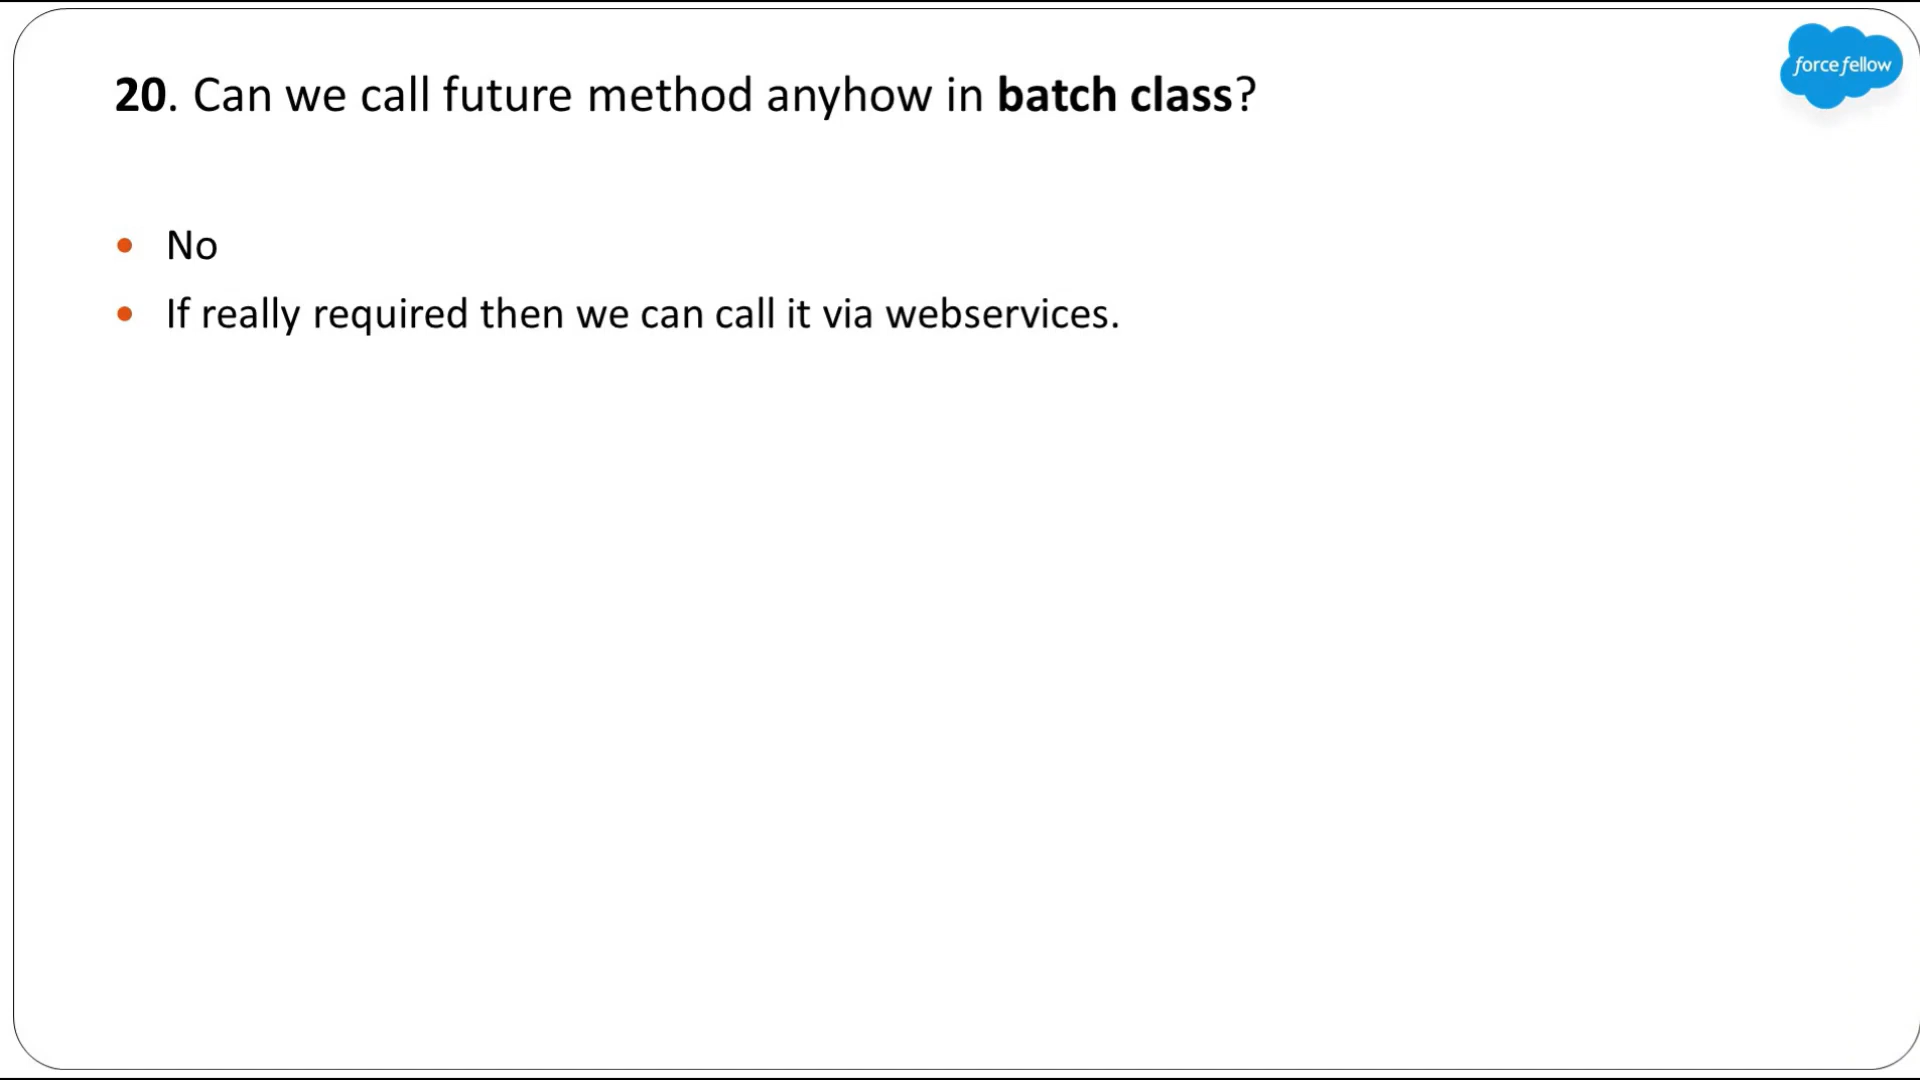 force fellow
20. Can we call future method anyhow in batch class?
• No
• If really required then we can call it via webservices.